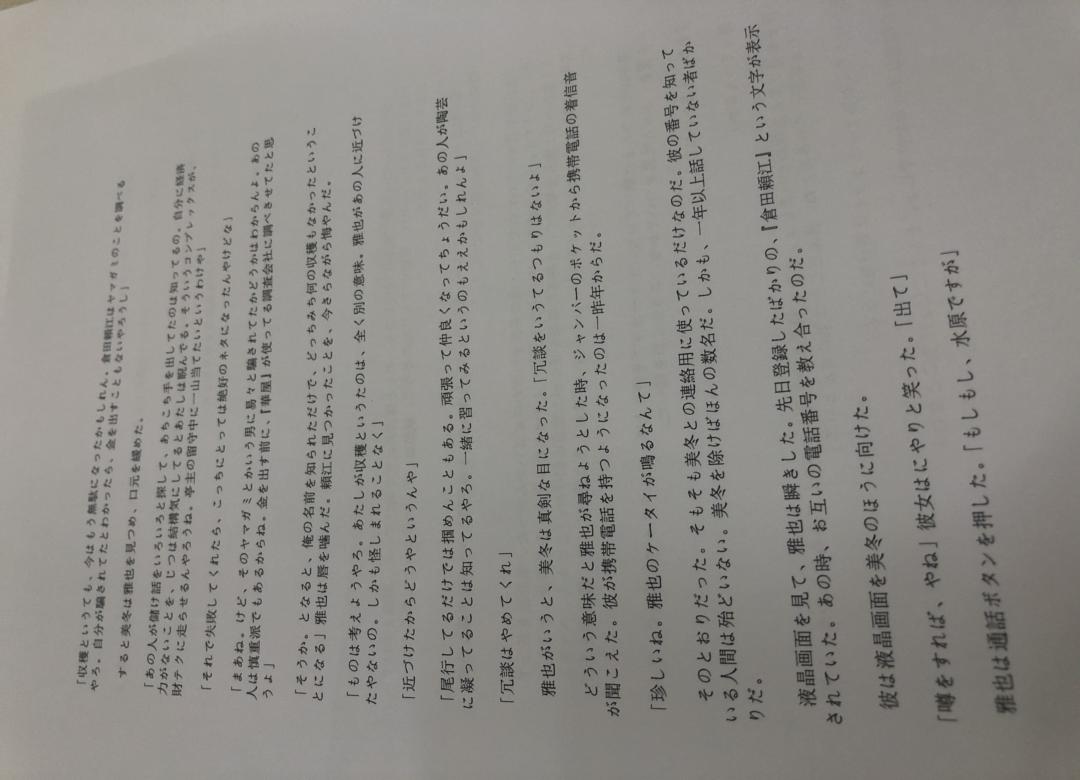 「収穫というても、今はもう無駄になったかもしれん。倉田頼江はヤマガミのことを調べる
やろ。自分が騙されてたとわかったら、金を出すこともないやろうし」
すると美冬は雅也を見つめ、口元を緩めた。
「あの人が儲け話をいろいろと探して、あちこち手を出してたのは知ってるの。自分に経済
力がないことを、じつは結構気にしてるとあたしは睨んでる。そういうコンプレックスが、
財テクに走らせるんやろうね。亭主の留守中に一山当てたいというわけや」
「それで失敗してくれたら、こっちにとっては絶好のネタになったんやけどな」
「まあね。けど、そのヤマガミとかいう男に易々と騙されてたかどうかはわからんよ。あの
人は慎重派でもあるからね。金を出す前に、『華屋』が使ってる調査会社に調べさせてたと思
うよ」
「そうか。となると、俺の名前を知られただけで、どっちみち何の収穫もなかったというこ
とになる」雅也は唇を噛んだ。頼江に見つかったことを、今さらながら悔やんだ。
「ものは考えようやろ。あたしが収穫というたのは、全く別の意味。雅也があの人に近づけ
たやないの。しかも怪しまれることなく」
「近づけたからどうやというんや」
「尾行してるだけでは掴めんこともある。頑張って仲良くなってちょうだい。あの人が陶芸
に凝ってることは知ってるやろ。一緒に習ってみるというのもええかもしれんよ」
「冗談はやめてくれ」
雅也がいうと、美冬は真剣な目になった。「冗談をいうてるつもりはないよ」
どういう意味だと雅也が尋ねようとした時、ジャンパーのポケットから携帯電話の着信音
が聞こえた。彼が携帯電話を持つようになったのは一昨年からだ。
「珍しいね。雅也のケータイが鳴るなんて」
そのとおりだった。そもそも美冬との連絡用に使っているだけなのだ。彼の番号を知って
いる人間は殆どいない。美冬を除けばほんの数名だ。しかも、一年以上話していない者ばか
りだ。
液晶画面を見て、雅也は瞬きした。先日登録したばかりの、『倉田頼江』という文字が表示
されていた。あの時、お互いの電話番号を教え合ったのだ。
彼は液晶画面を美冬のほうに向けた。
「噂をすれば、やね」彼女はにやりと笑った。「出て」
雅也は通話ボタンを押した。「もしもし、水原ですが」